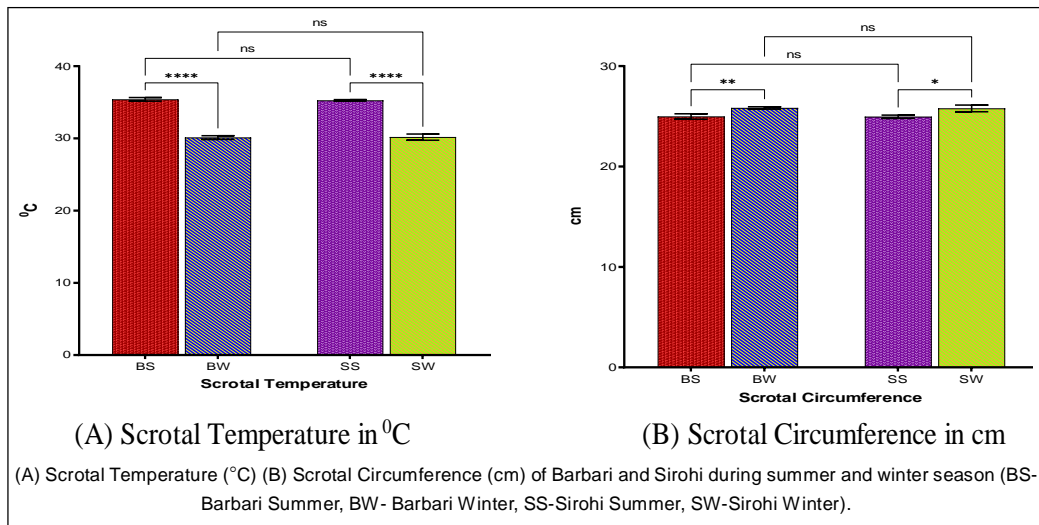 ns
ns
**** ****
40
30
20
10
0
⁰C
BS BW SS SW
Scrotal Temperature
(A) Scrotal Temperature in ⁰C
ns
ns
** *
30
20
10
0
cm
BS BW SS SW
Scrotal Circumference
(B) Scrotal Circumference in cm
(A) Scrotal Temperature (°C) (B) Scrotal Circumference (cm) of Barbari and Sirohi during summer and winter season (BS-
Barbari Summer, BW- Barbari Winter, SS-Sirohi Summer, SW-Sirohi Winter).